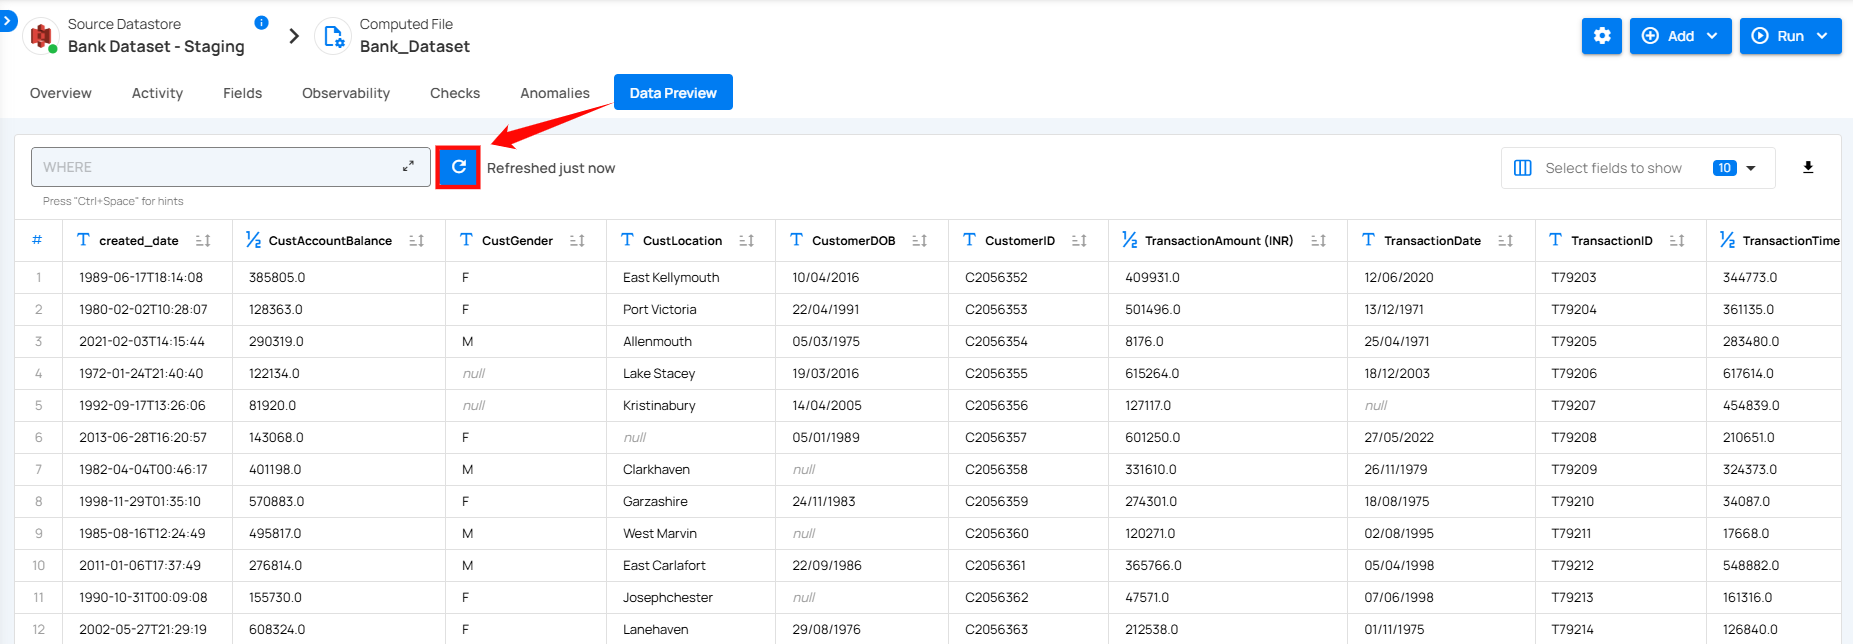 Source Datastore
Bank Dataset - Staging
Computed File
Bank_Dataset
Add
Run
Overview Activity Fields Observability Checks Anomalies Data Preview
WHERE
Refreshed just now
Select fields to show 10
Press "Ctrl+Space" for hints
# created_date CustAccountBalance CustGender CustLocation CustomerDOB CustomerID TransactionAmount (INR) TransactionDate TransactionID TransactionTime
1 1989-06-17T18:14:08 385805.0 F East Kellymouth 10/04/2016 C2056352 409931.0 12/06/2020 T79203 344773.0
2 1980-02-02T10:28:07 128363.0 F Port Victoria 22/04/1991 C2056353 501496.0 13/12/1971 T79204 361135.0
3 2021-02-03T14:15:44 290319.0 M Allenmouth 05/03/1975 C2056354 8176.0 25/04/1971 T79205 283480.0
4 1972-01-24T21:40:40 122134.0 null Lake Stacey 19/03/2016 C2056355 615264.0 18/12/2003 T79206 617614.0
5 1992-09-17T13:26:06 81920.0 null Kristinabury 14/04/2005 C2056356 127117.0 null T79207 454839.0
6 2013-06-28T16:20:57 143068.0 F null 05/01/1989 C2056357 601250.0 27/05/2022 T79208 210651.0
7 1982-04-04T00:46:17 401198.0 M Clarkhaven null C2056358 331610.0 26/11/1979 T79209 324373.0
8 1998-11-29T01:35:10 570883.0 F Garzashire 24/11/1983 C2056359 274301.0 18/08/1975 T79210 34087.0
9 1985-08-16T12:24:49 495817.0 M West Marvin null C2056360 120271.0 02/08/1995 T79211 17668.0
10 2011-01-06T17:37:49 276814.0 M East Carlafort 22/09/1986 C2056361 365766.0 05/04/1998 T79212 548882.0
11 1990-10-31T00:09:08 155730.0 F Josephchester null C2056362 47571.0 07/06/1998 T79213 161316.0
12 2002-05-27T21:29:19 608324.0 F Lanehaven 29/08/1976 C2056363 212538.0 01/11/1975 T79214 126840.0